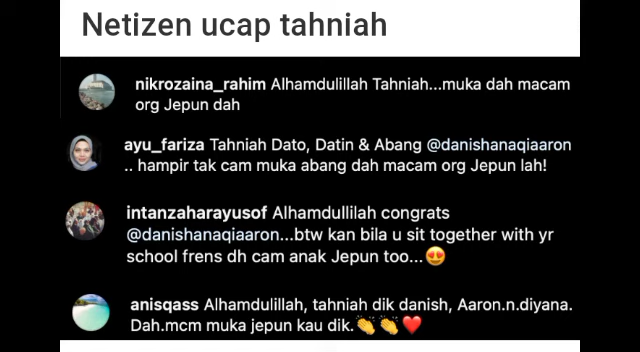 Netizen ucap tahniah
nikrozaina_rahim Alhamdulillah Tahniah...muka dah macam
org Jepun dah
ayu_fariza Tahniah Dato, Datin & Abang @danishanaqiaaron
.. hampir tak cam muka abang dah macam org Jepun lah!
intanzaharayusof Alhamdullilah congrats
@danishanaqiaaron...btw kan bila u sit together with yr
school frens dh cam anak Jepun too...😍
anisqass Alhamdulillah, tahniah dik danish, Aaron.n.diyana.
Dah.mcm muka jepun kau dik.👏👏❤️